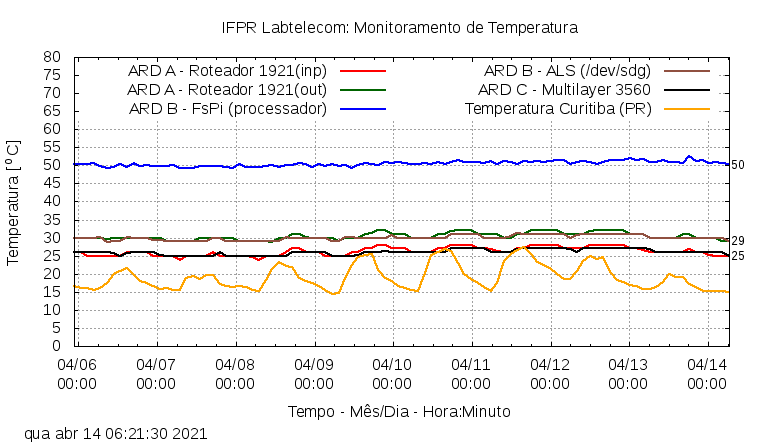 IFPR Labtelecom: Monitoramento de Temperatura
Temperatura [ºC]
80
75
70
65
60
55
50
45
40
35
30
25
20
15
10
5
0
ARD A - Roteador 1921(inp)
ARD A - Roteador 1921(out)
ARD B - FsPi (processador)
ARD B - ALS (/dev/sdg)
ARD C - Multilayer 3560
Temperatura Curitiba (PR)
50
29
25
04/06 04/07 04/08 04/09 04/10 04/11 04/12 04/13 04/14
00:00 00:00 00:00 00:00 00:00 00:00 00:00 00:00 00:00
Tempo - Mês/Dia - Hora:Minuto
qua abr 14 06:21:30 2021